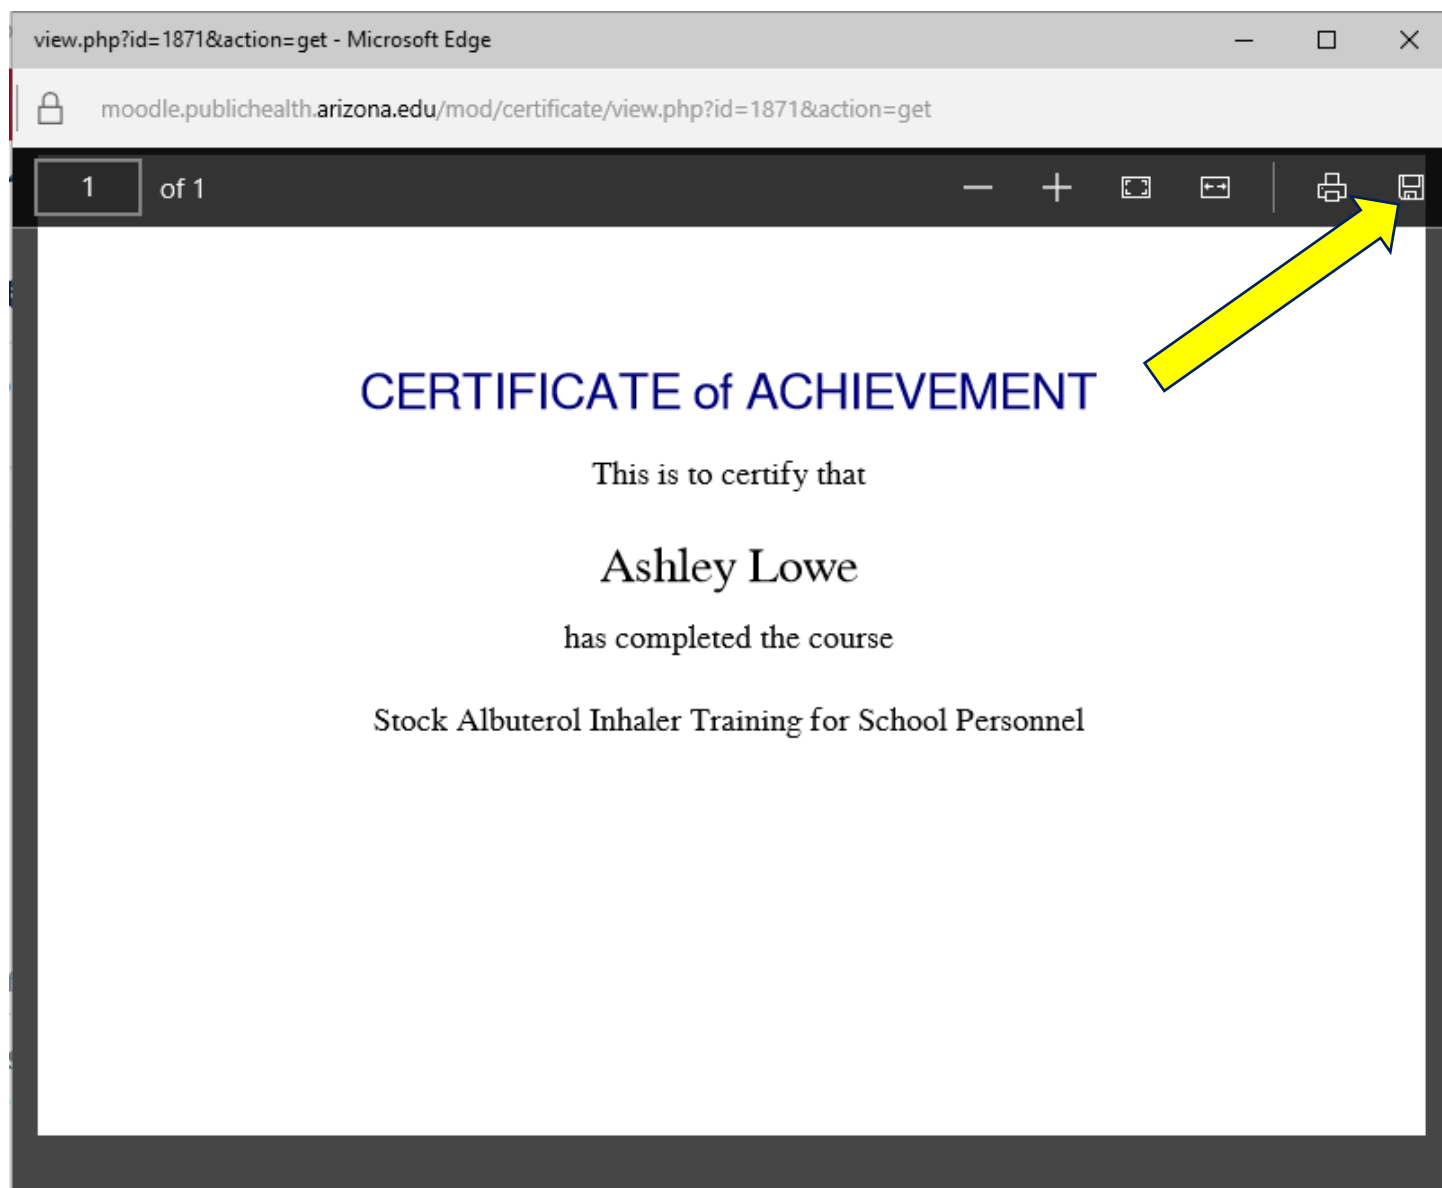 view.php?id=1871&action=get - Microsoft Edge
moodle.publichealth.arizona.edu/mod/certificate/view.php?id=1871&action=get
1 of 1
CERTIFICATE of ACHIEVEMENT
This is to certify that
Ashley Lowe
has completed the course
Stock Albuterol Inhaler Training for School Personnel